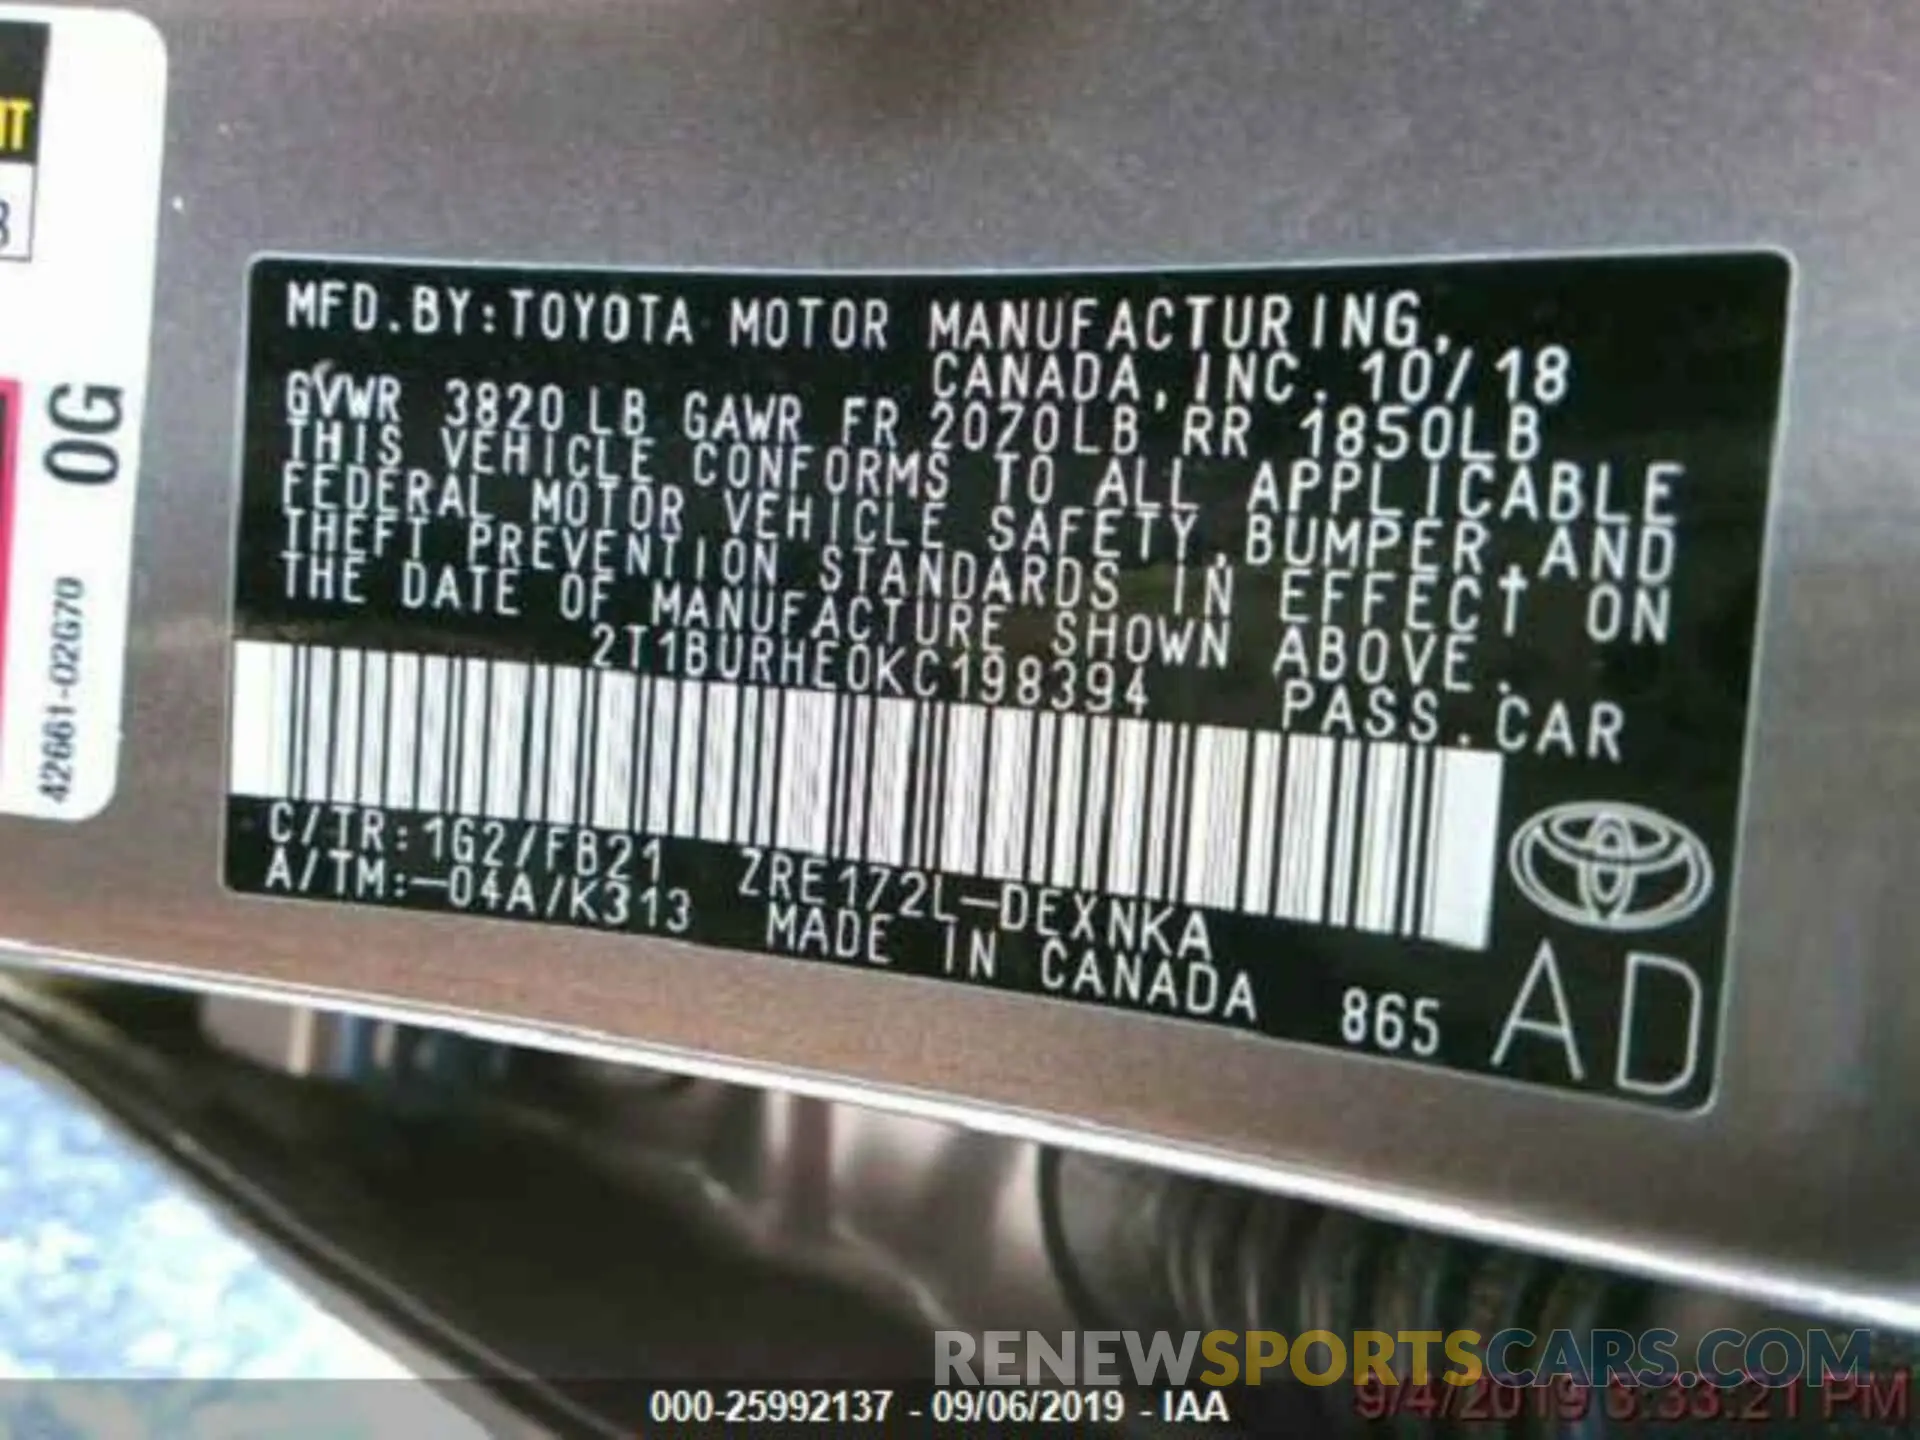 MFD.BY:TOYOTA MOTOR MANUFACTURING,
CANADA,INC. 10/18
GVWR 3820LB GAWR FR 2070LB RR 1850LB
THIS VEHICLE CONFORMS TO ALL APPLICABLE
FEDERAL MOTOR VEHICLE SAFETY,BUMPER,AND
THEFT PREVENTION STANDARDS IN EFFECT ON
THE DATE OF MANUFACTURE SHOWN ABOVE.
2T1BURHE0KC198394 PASS.CAR
C/TR:1G2/FB21 ZRE172L-DEXNKA
A/TM:-04A/K313 MADE IN CANADA 865
AD
0G
42661-02G70
RENEWSPORTSCARS.COM
000-25992137 - 09/06/2019 - IAA
9/4/2019 :33:21 PM